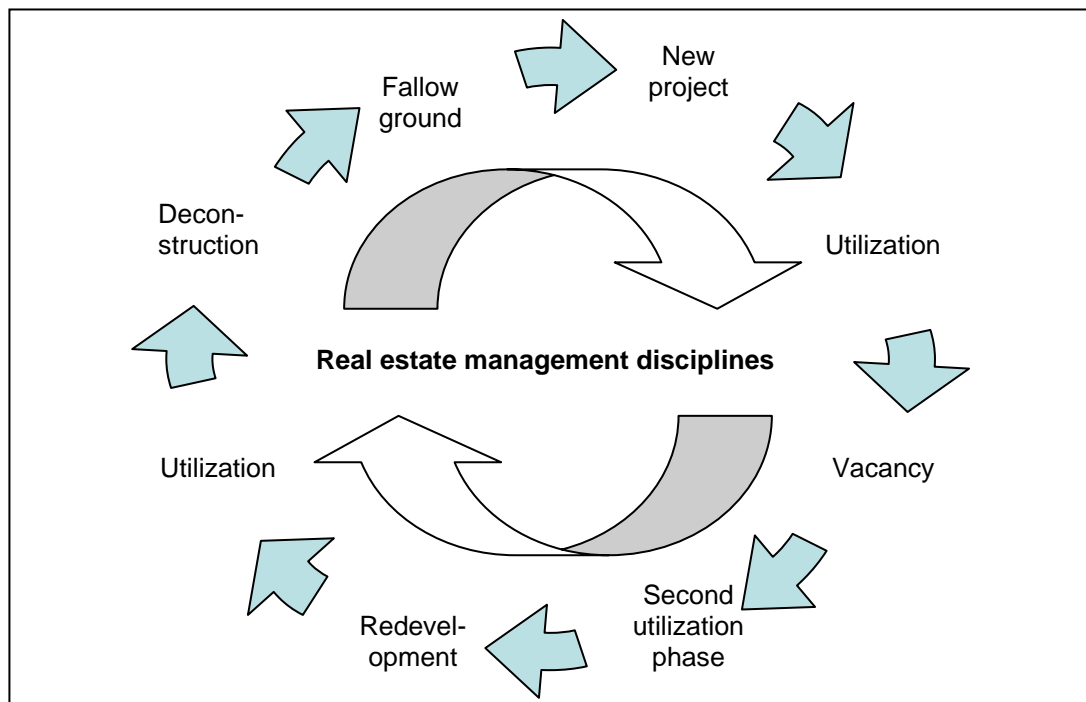 New
project
Fallow
ground
Decon-
struction
Utilization
Real estate management disciplines
Utilization
Vacancy
Second
utilization
phase
Redevel-
opment